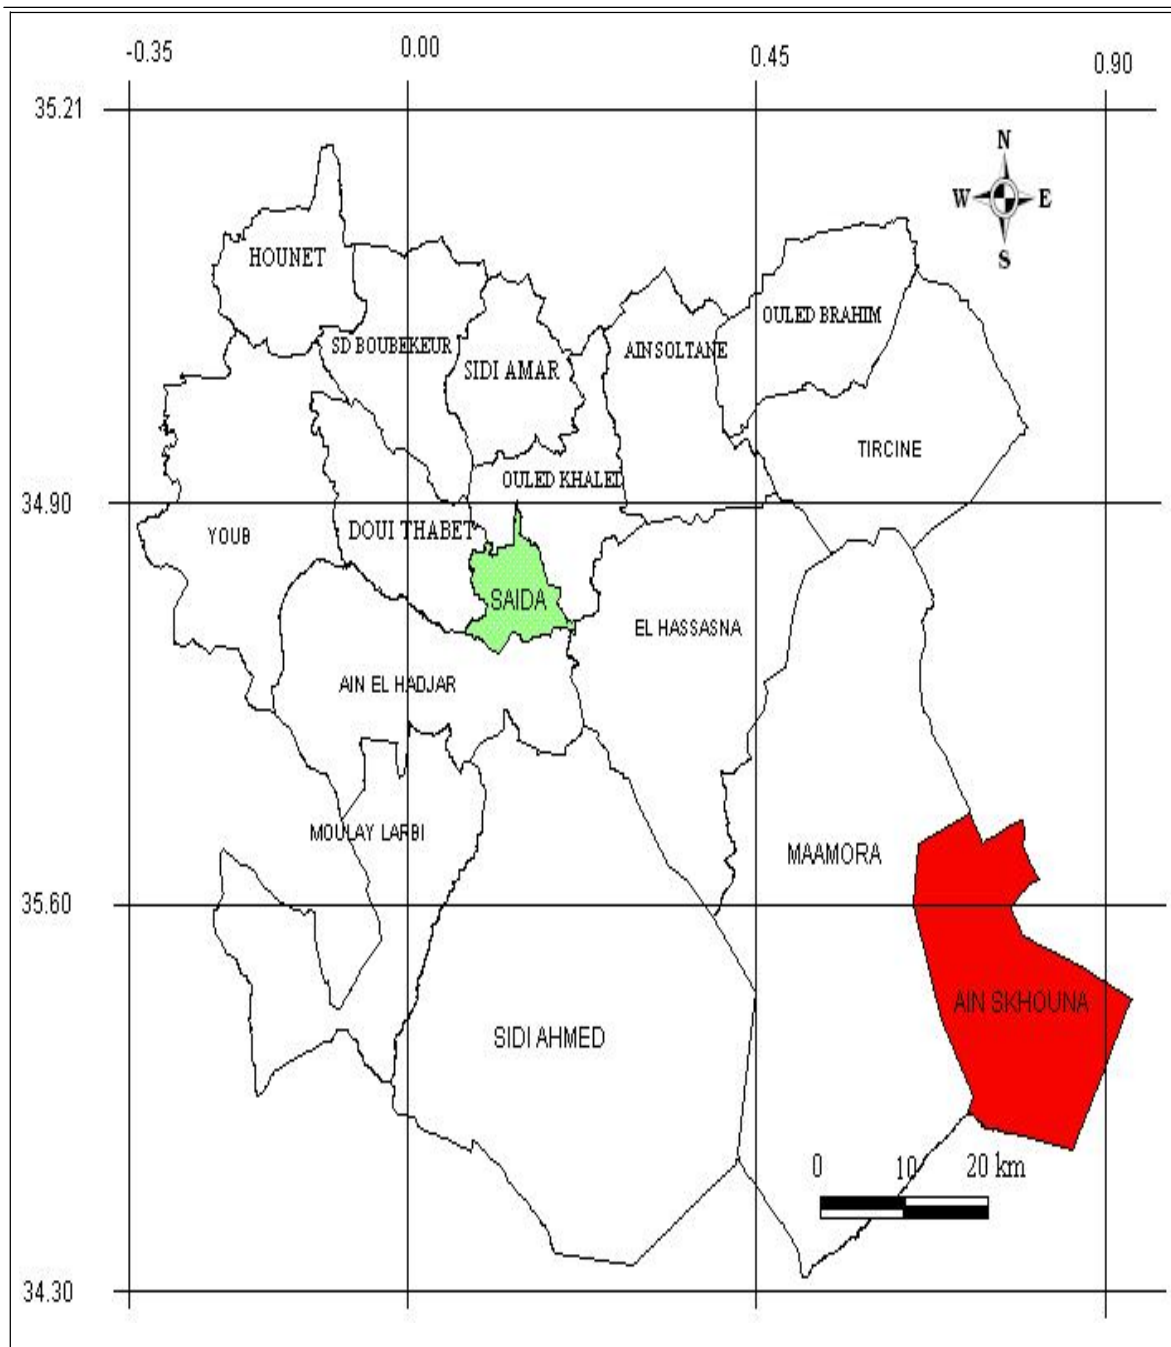 -0.35
0.00
0.45
0.90
35.21
N
W E
S
HOUNET
OULED BRAHIM
SD BOUBEKEUR
AIN SOLTANE
SIDI AMAR
TIRCINE
OULED KHALED
34.90
DOUI THABET
YOUB
SAIDA
EL HASSASNA
AIN EL HADJAR
MOULAY LARBI
MAAMORA
35.60
AIN SKHOUNA
SIDI AHMED
0 10 20 km
34.30